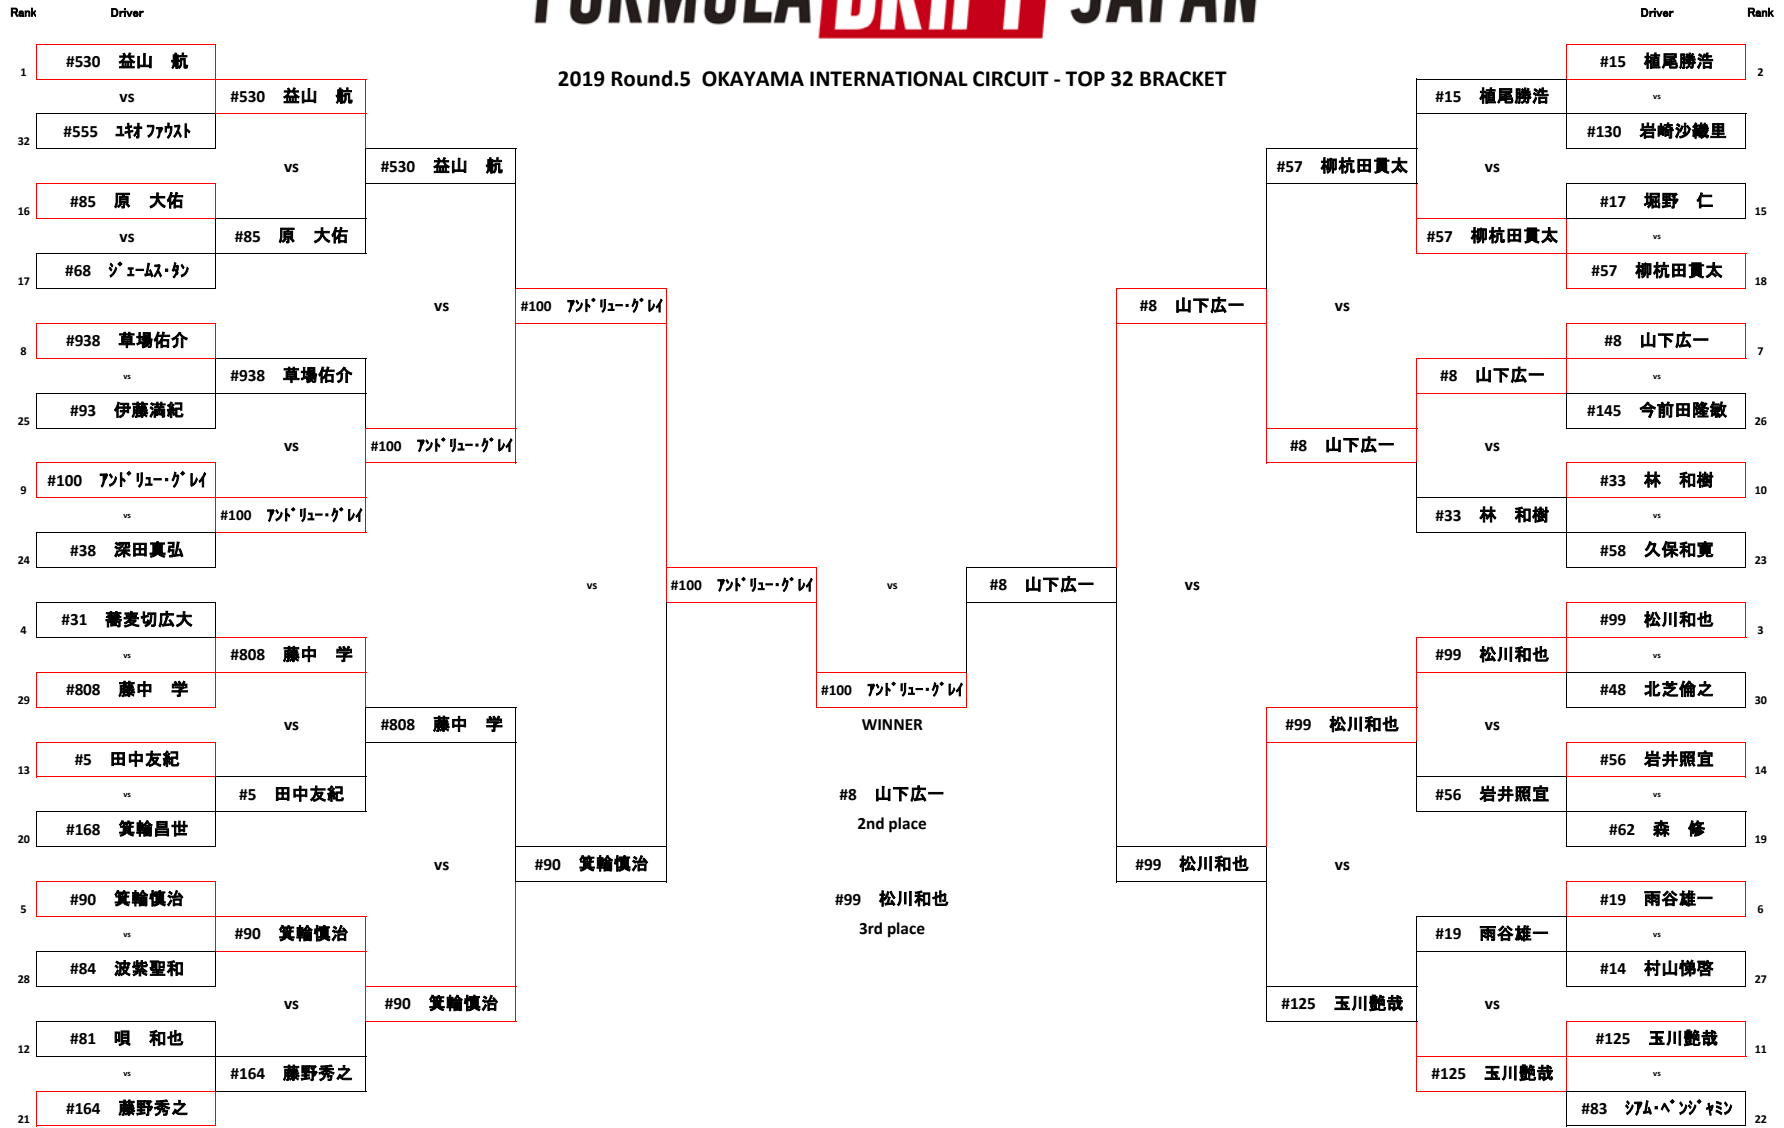 FORMULA DRIFT JAPAN
Rank Driver
Driver Rank
2019 Round.5 OKAYAMA INTERNATIONAL CIRCUIT - TOP 32 BRACKET
1 #530 益山 航
vs
32 #555 ユキオ ファウスト
16 #85 原 大佑
vs
17 #68 ジェームス・タン
8 #938 草場佑介
vs
25 #93 伊藤満紀
9 #100 アンドリュー・グレイ
vs
24 #38 深田真弘
4 #31 蕎麦切広大
vs
29 #808 藤中 学
13 #5 田中友紀
vs
20 #168 箕輪昌世
5 #90 箕輪慎治
vs
28 #84 波紫聖和
12 #81 唄 和也
vs
21 #164 藤野秀之
#530 益山 航
vs
#85 原 大佑
#938 草場佑介
vs
#100 アンドリュー・グレイ
#808 藤中 学
vs
#5 田中友紀
#90 箕輪慎治
vs
#164 藤野秀之
#530 益山 航
vs
#100 アンドリュー・グレイ
#808 藤中 学
vs
#90 箕輪慎治
#100 アンドリュー・グレイ
vs
#90 箕輪慎治
#100 アンドリュー・グレイ
vs
#8 山下広一
#100 アンドリュー・グレイ
WINNER
#8 山下広一
2nd place
#99 松川和也
3rd place
#8 山下広一
vs
#99 松川和也
#57 柳杭田貫太
vs
#8 山下広一
#99 松川和也
vs
#125 玉川艶哉
#15 植尾勝浩
vs
#57 柳杭田貫太
#8 山下広一
vs
#33 林 和樹
#99 松川和也
vs
#56 岩井照宜
#19 雨谷雄一
vs
#125 玉川艶哉
#15 植尾勝浩 2
vs
#130 岩崎沙織里
#17 堀野 仁 15
vs
#57 柳杭田貫太 18
#8 山下広一 7
vs
#145 今前田隆敏 26
#33 林 和樹 10
vs
#58 久保和寛 23
#99 松川和也 3
vs
#48 北芝倫之 30
#56 岩井照宜 14
vs
#62 森 修 19
#19 雨谷雄一 6
vs
#14 村山悌啓 27
#125 玉川艶哉 11
vs
#83 シアム・ベンジャミン 22